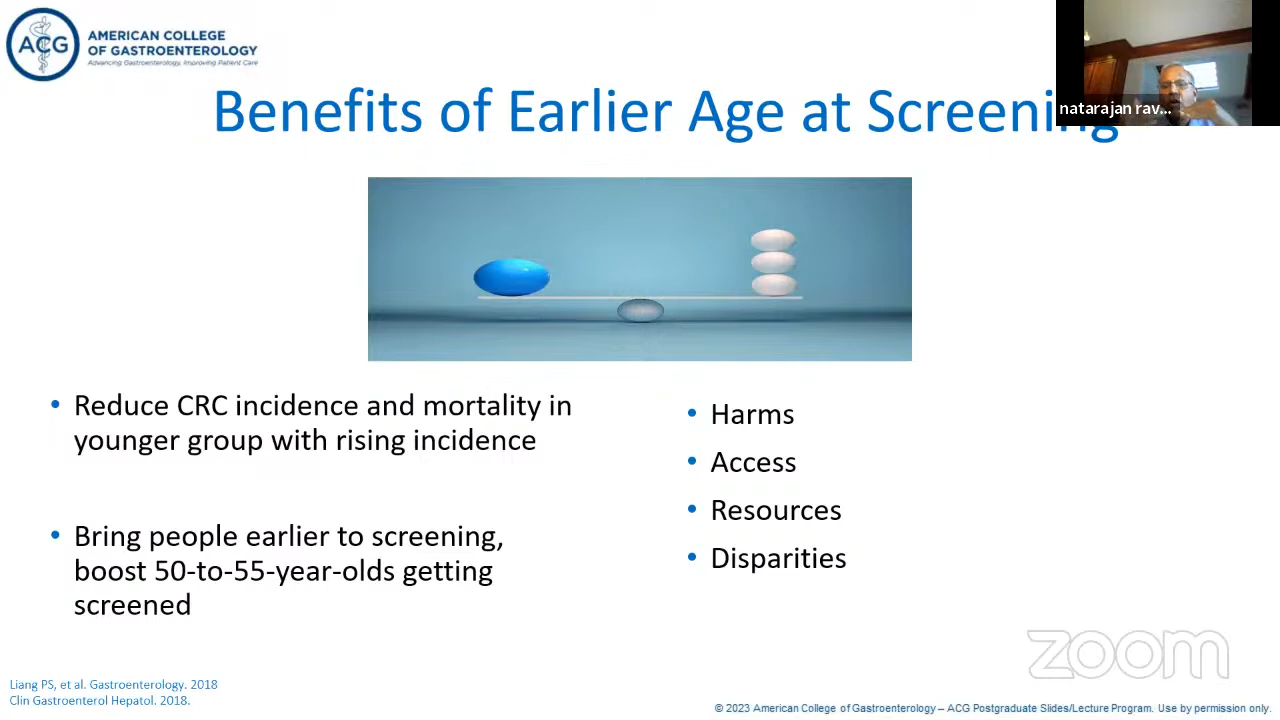 AMERICAN COLLEGE
OF GASTROENTEROLOGY
Advancing Gastroenterology, Improving Patient Care
ACG
natarajan rav...
Benefits of Earlier Age at Screening
• Reduce CRC incidence and mortality in
younger group with rising incidence
• Bring people earlier to screening,
boost 50-to-55-year-olds getting
screened
• Harms
• Access
• Resources
• Disparities
zoom
Liang PS, et al. Gastroenterology. 2018
Clin Gastroenterol Hepatol. 2018.
© 2023 American College of Gastroenterology – ACG Postgraduate Slides/Lecture Program. Use by permission only.